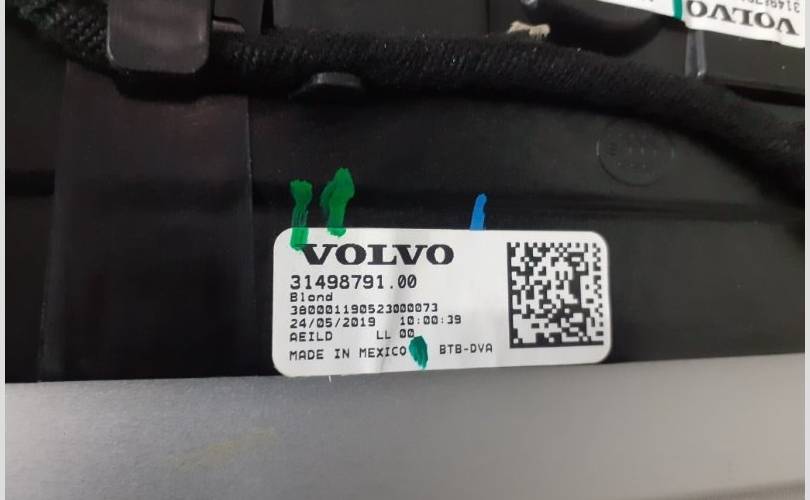 VOLVO
31498791.00
Blond
380001190523000073
24/05/2019 10:00:39
AEILD LL 00
MADE IN MEXICO BTB-DVA
VOLVO